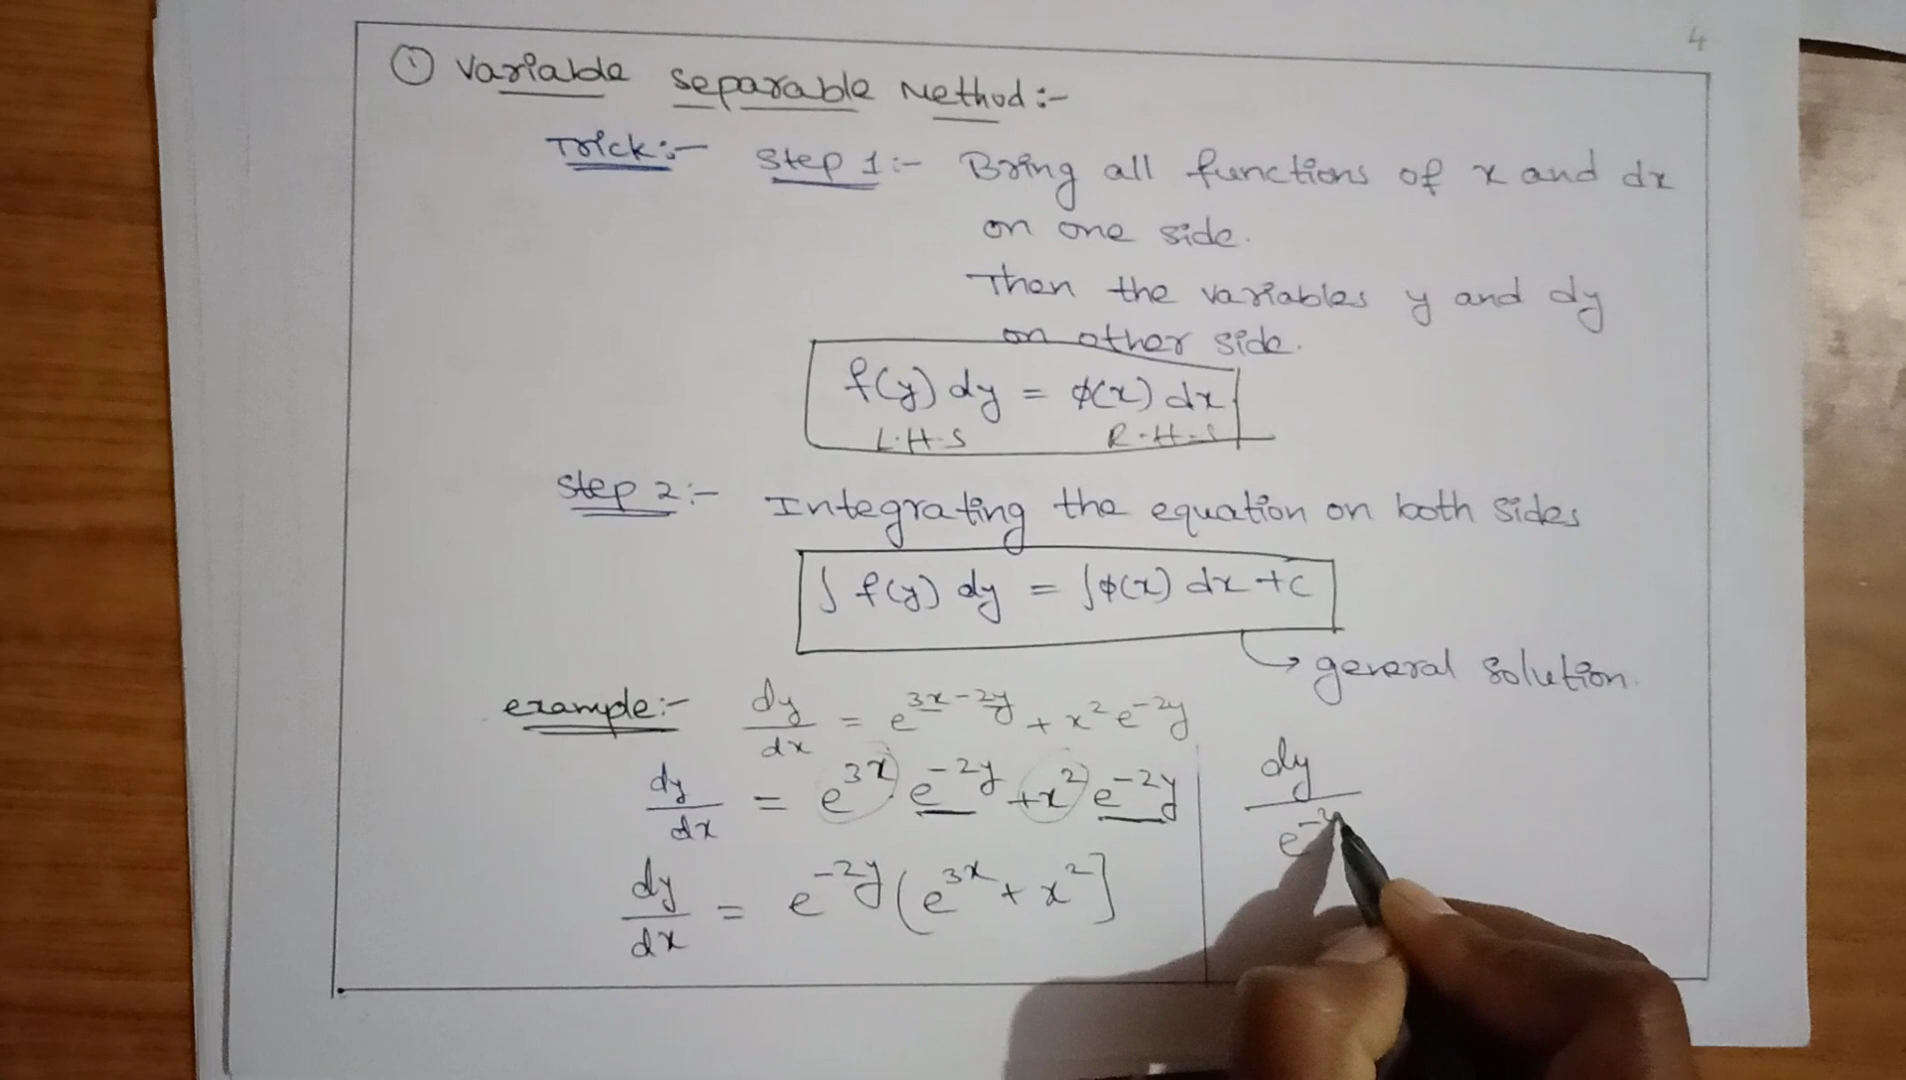 4
① Variable separable Method:-
Trick:- Step 1:- Bring all functions of x and dx
on one side.
Then the variables y and dy
on other side.
f(y) dy = ϕ(x) dx
L.H.S R.H.S
Step 2:- Integrating the equation on both sides
∫ f(y) dy = ∫ϕ(x) dx + c
→ general solution.
example:- dy/dx = e^{3x-2y} + x² e^{-2y}
dy/dx = e^{3x} . e^{-2y} + x² e^{-2y}
dy/dx = e^{-2y} (e^{3x} + x²]
dy/e^{-2